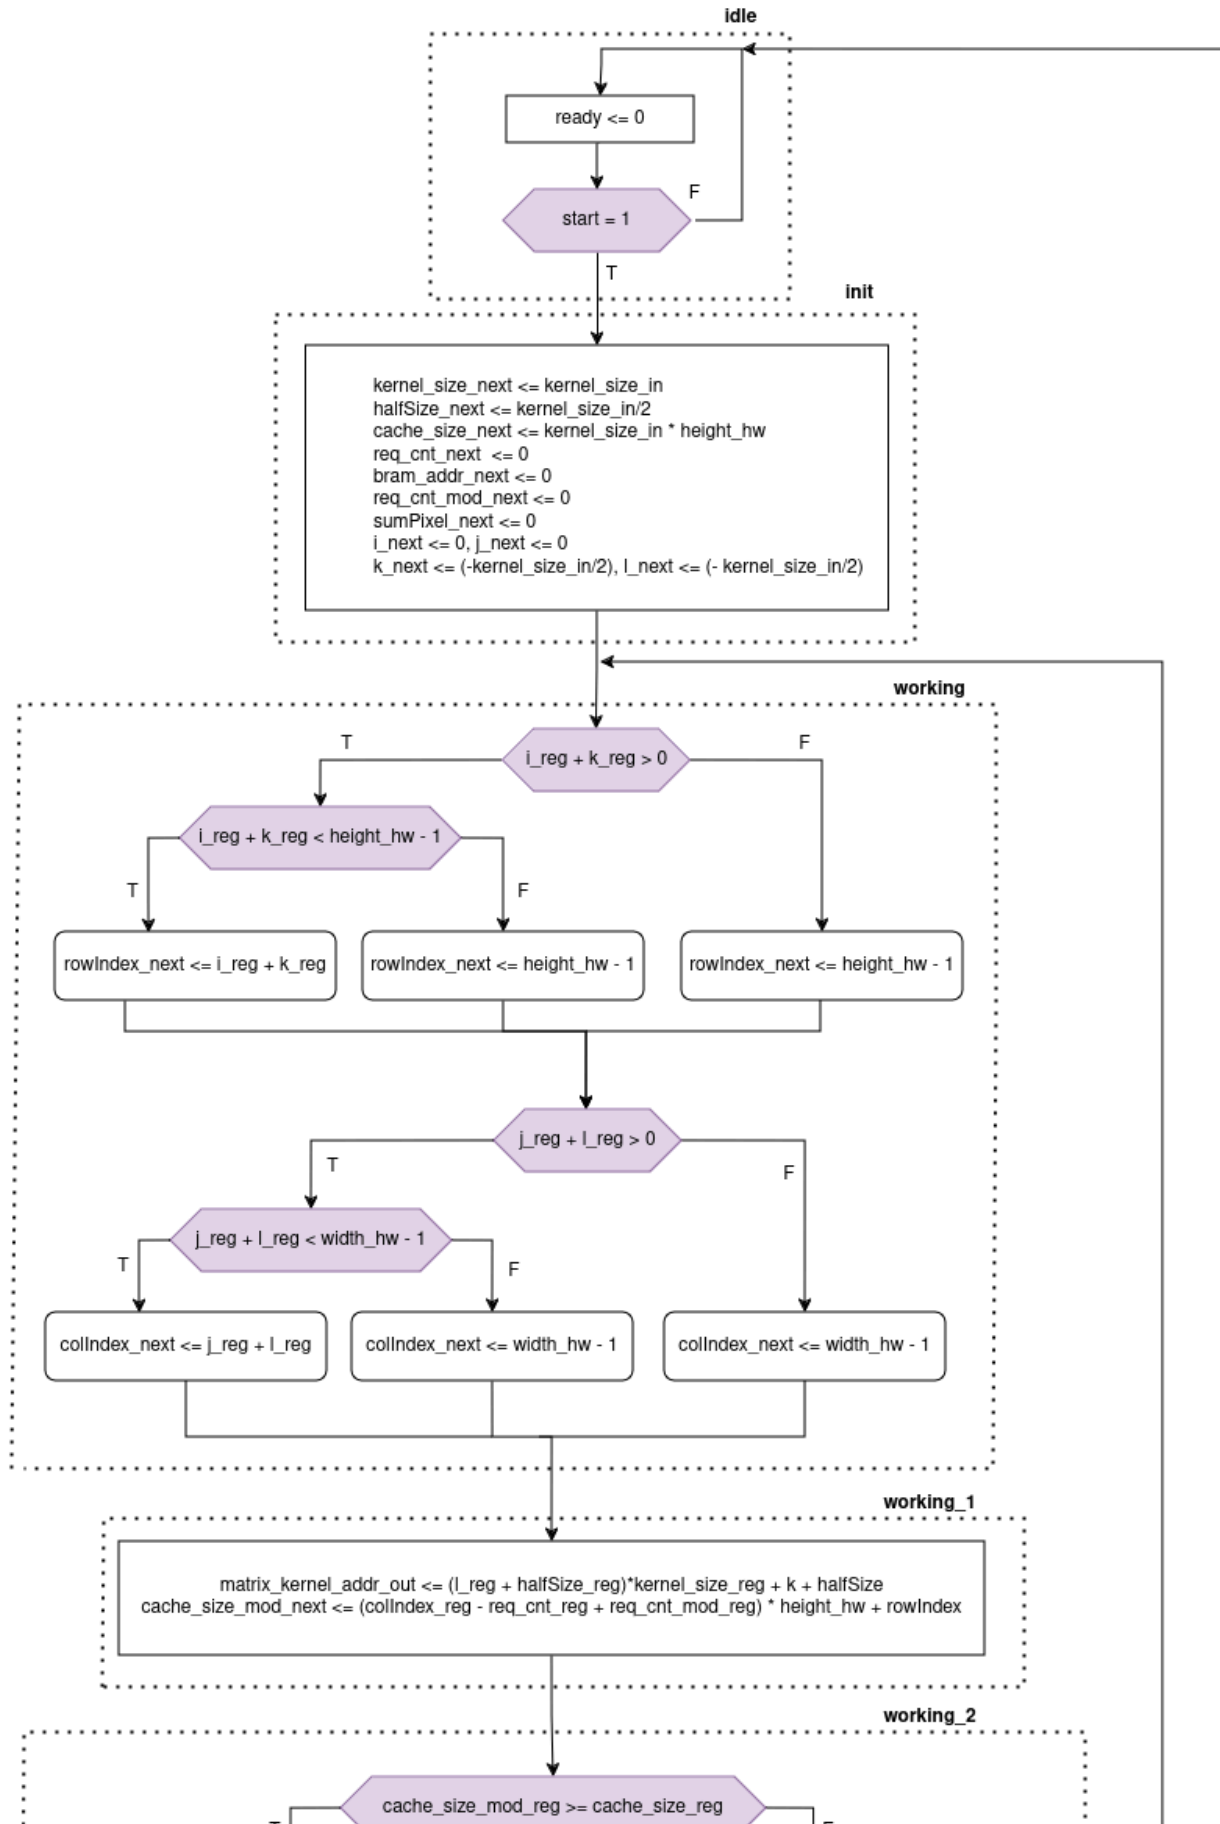 idle
ready <= 0
F
start = 1
T
init
kernel_size_next <= kernel_size_in
halfSize_next <= kernel_size_in/2
cache_size_next <= kernel_size_in * height_hw
req_cnt_next <= 0
bram_addr_next <= 0
req_cnt_mod_next <= 0
sumPixel_next <= 0
i_next <= 0, j_next <= 0
k_next <= (-kernel_size_in/2), l_next <= (- kernel_size_in/2)
working
T
F
i_reg + k_reg > 0
i_reg + k_reg < height_hw - 1
T
F
rowIndex_next <= i_reg + k_reg
rowIndex_next <= height_hw - 1
rowIndex_next <= height_hw - 1
j_reg + l_reg > 0
T
F
j_reg + l_reg < width_hw - 1
T
F
colIndex_next <= j_reg + l_reg
colIndex_next <= width_hw - 1
colIndex_next <= width_hw - 1
working_1
matrix_kernel_addr_out <= (l_reg + halfSize_reg)*kernel_size_reg + k + halfSize
cache_size_mod_next <= (colIndex_reg - req_cnt_reg + req_cnt_mod_reg) * height_hw + rowIndex
working_2
cache_size_mod_reg >= cache_size_reg